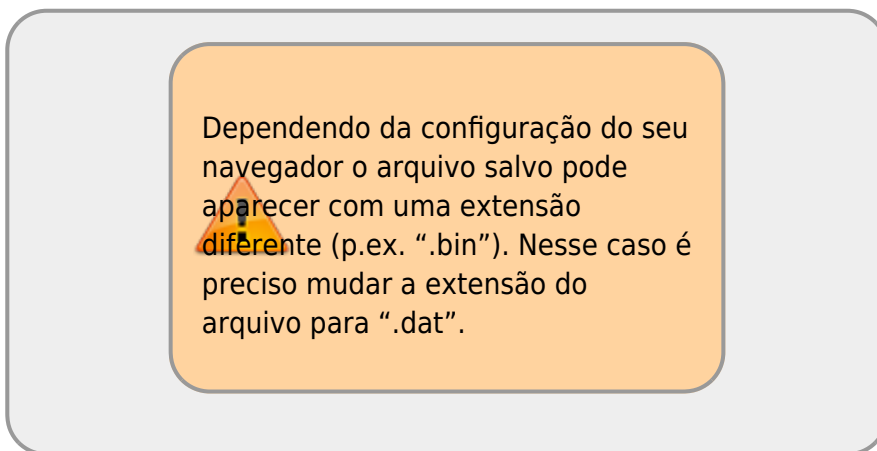 Dependendo da configuração do seu
navegador o arquivo salvo pode
aparecer com uma extensão
diferente (p.ex. “.bin”). Nesse caso é
preciso mudar a extensão do
arquivo para “.dat”.